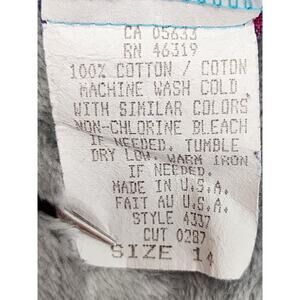 CA 05633
RN 46319
100% COTTON / COTON
MACHINE WASH COLD
WITH SIMILAR COLORS
NON-CHLORINE BLEACH
IF NEEDED. TUMBLE
DRY LOW. WARM IRON
IF NEEDED.
MADE IN U.S.A.
FAIT AU U.S.A.
STYLE 4337
CUT 0287
SIZE 14